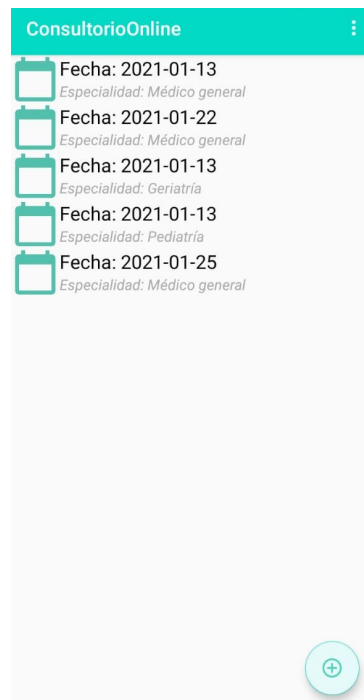 ConsultorioOnline
Fecha: 2021-01-13
Especialidad: Médico general
Fecha: 2021-01-22
Especialidad: Médico general
Fecha: 2021-01-13
Especialidad: Geriatría
Fecha: 2021-01-13
Especialidad: Pediatría
Fecha: 2021-01-25
Especialidad: Médico general